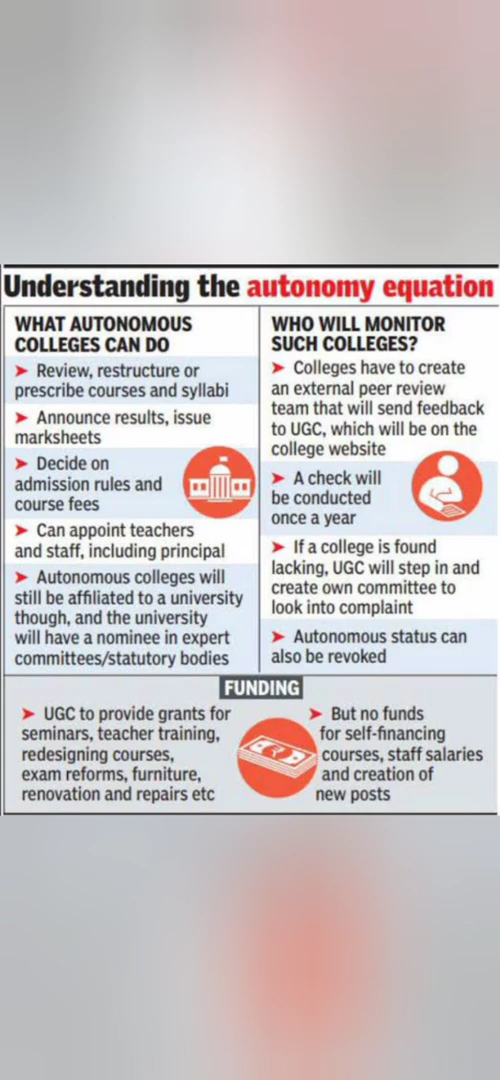 Understanding the autonomy equation
WHAT AUTONOMOUS
COLLEGES CAN DO
➤ Review, restructure or
prescribe courses and syllabi
➤ Announce results, issue
marksheets
➤ Decide on
admission rules and
course fees
➤ Can appoint teachers
and staff, including principal
➤ Autonomous colleges will
still be affiliated to a university
though, and the university
will have a nominee in expert
committees/statutory bodies
WHO WILL MONITOR
SUCH COLLEGES?
➤ Colleges have to create
an external peer review
team that will send feedback
to UGC, which will be on the
college website
➤ A check will
be conducted
once a year
➤ If a college is found
lacking, UGC will step in and
create own committee to
look into complaint
➤ Autonomous status can
also be revoked
FUNDING
➤ UGC to provide grants for
seminars, teacher training,
redesigning courses,
exam reforms, furniture,
renovation and repairs etc
➤ But no funds
for self-financing
courses, staff salaries
and creation of
new posts